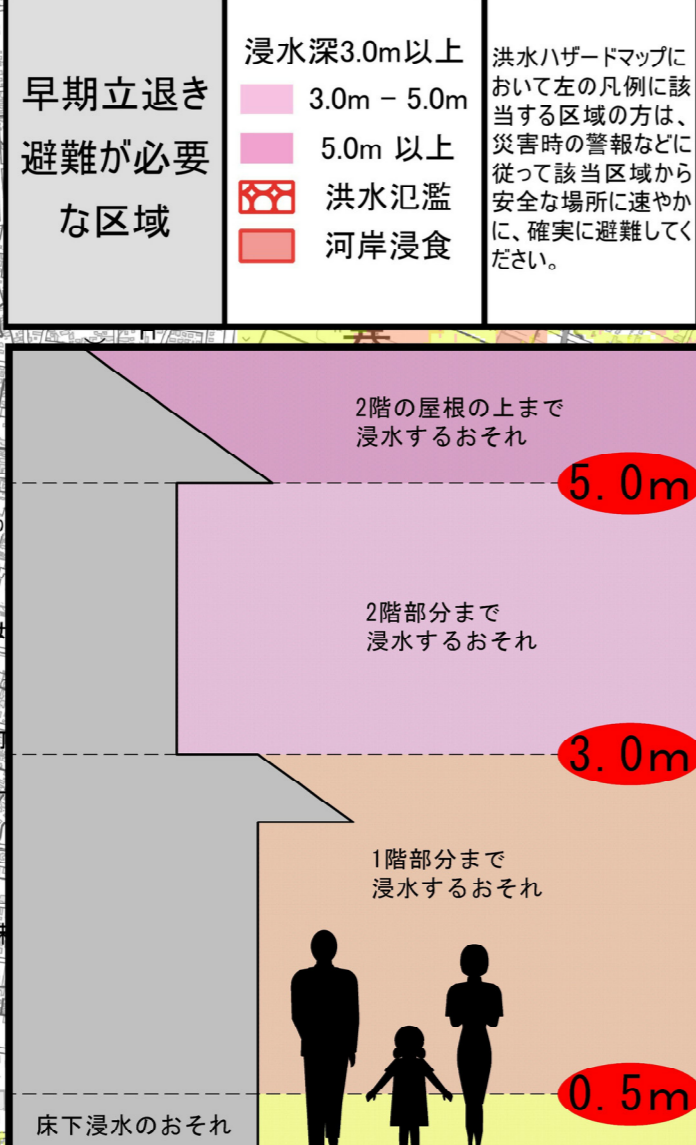 早期立退き
避難が必要
な区域
浸水深3.0m以上
3.0m - 5.0m
5.0m 以上
洪水氾濫
河岸浸食
洪水ハザードマップに
おいて左の凡例に該
当する区域の方は、
災害時の警報などに
従って該当区域から
安全な場所に速やか
に、確実に避難してく
ださい。
2階の屋根の上まで
浸水するおそれ
5.0m
2階部分まで
浸水するおそれ
3.0m
1階部分まで
浸水するおそれ
0.5m
床下浸水のおそれ